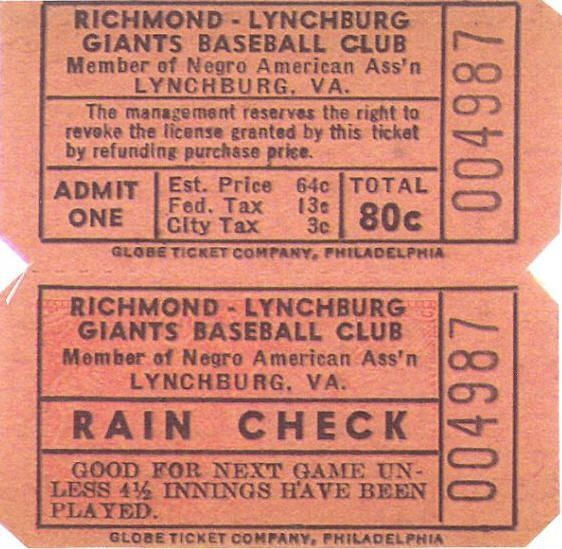 RICHMOND - LYNCHBURG
GIANTS BASEBALL CLUB
Member of Negro American Ass'n
LYNCHBURG, VA.
The management reserves the right to
revoke the license granted by this ticket
by refunding purchase price.
ADMIT
ONE
Est. Price 64c
Fed. Tax 13c
City Tax 3c
TOTAL
80c
004987
GLOBE TICKET COMPANY, PHILADELPHIA
RICHMOND - LYNCHBURG
GIANTS BASEBALL CLUB
Member of Negro American Ass'n
LYNCHBURG, VA.
RAIN CHECK
GOOD FOR NEXT GAME UN-
LESS 4½ INNINGS HAVE BEEN
PLAYED.
004987
GLOBE TICKET COMPANY, PHILADELPHIA